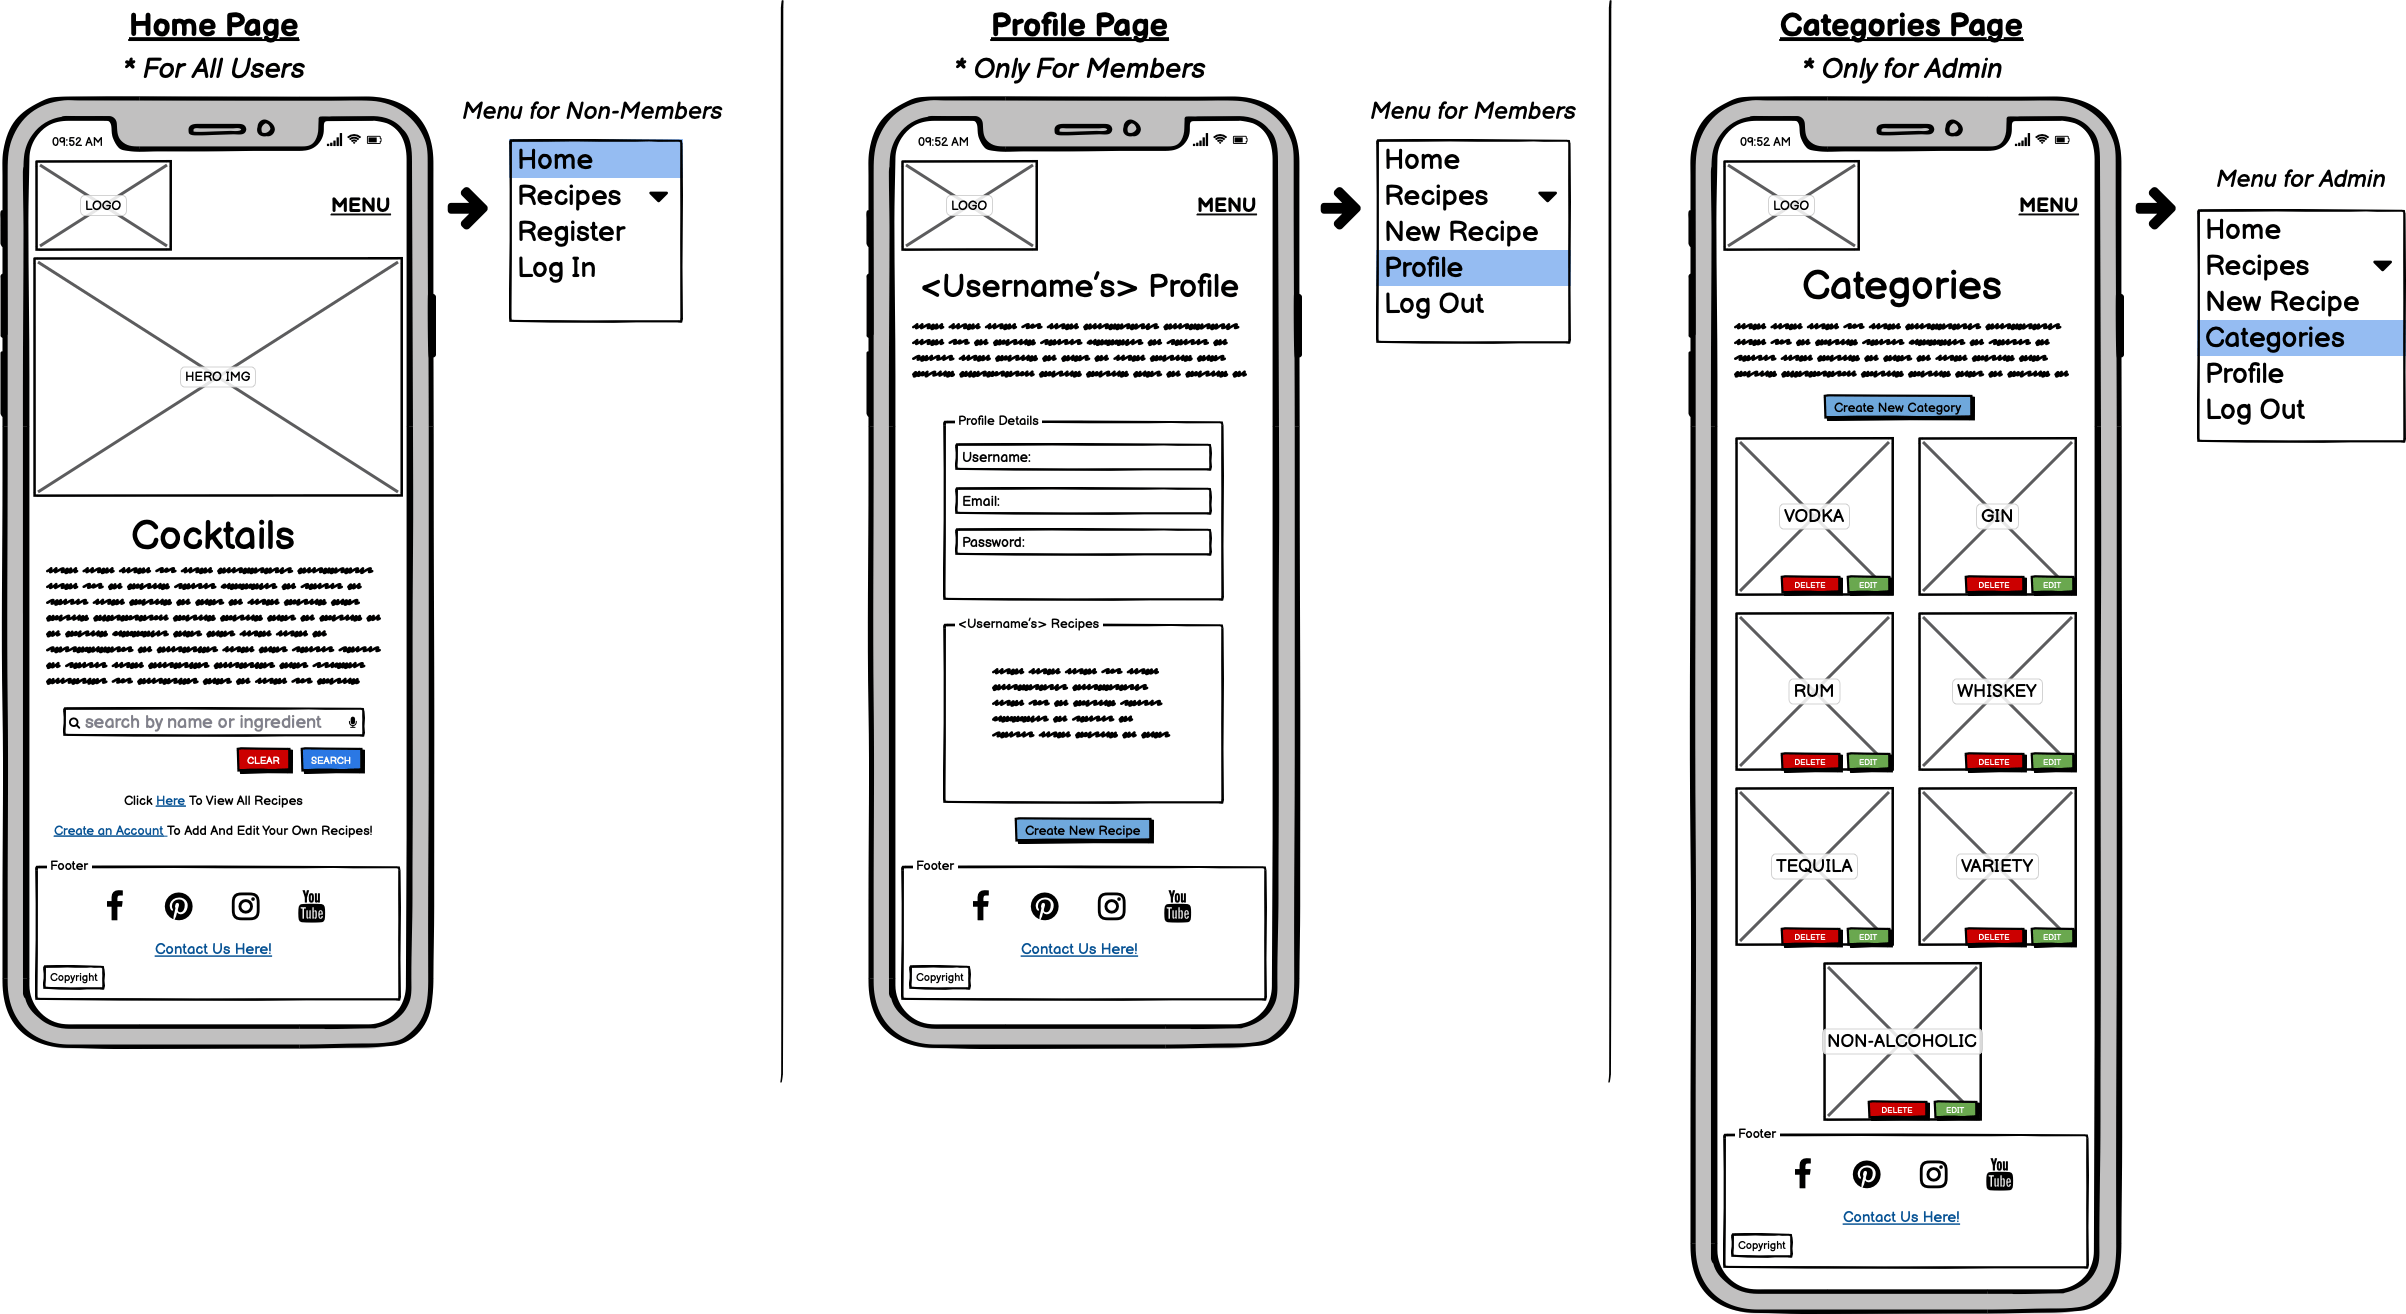 Home Page
* For All Users
Menu for Non-Members
09:52 AM
LOGO
MENU
Home
Recipes
Register
Log In
HERO IMG
Cocktails
search by name or ingredient
CLEAR
SEARCH
Click Here To View All Recipes
Create an Account To Add And Edit Your Own Recipes!
Footer
You
Tube
Contact Us Here!
Copyright
Profile Page
* Only For Members
Menu for Members
09:52 AM
LOGO
MENU
Home
Recipes
New Recipe
Profile
Log Out
<Username's> Profile
Profile Details
Username:
Email:
Password:
<Username's> Recipes
Create New Recipe
Footer
You
Tube
Contact Us Here!
Copyright
Categories Page
* Only for Admin
Menu for Admin
09:52 AM
LOGO
MENU
Home
Recipes
New Recipe
Categories
Profile
Log Out
Categories
Create New Category
VODKA
DELETE
EDIT
GIN
DELETE
EDIT
RUM
DELETE
EDIT
WHISKEY
DELETE
EDIT
TEQUILA
DELETE
EDIT
VARIETY
DELETE
EDIT
NON-ALCOHOLIC
DELETE
EDIT
Footer
You
Tube
Contact Us Here!
Copyright